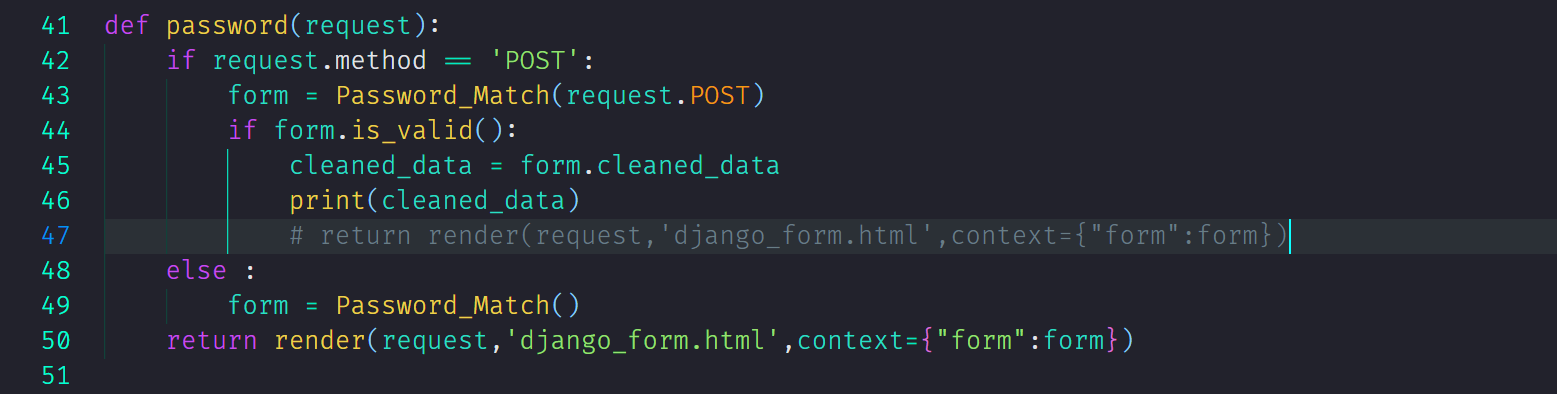 41 def password(request):
42     if request.method == 'POST':
43         form = Password_Match(request.POST)
44         if form.is_valid():
45             cleaned_data = form.cleaned_data
46             print(cleaned_data)
47             # return render(request,'django_form.html',context={"form":form})
48     else :
49         form = Password_Match()
50     return render(request,'django_form.html',context={"form":form})
51